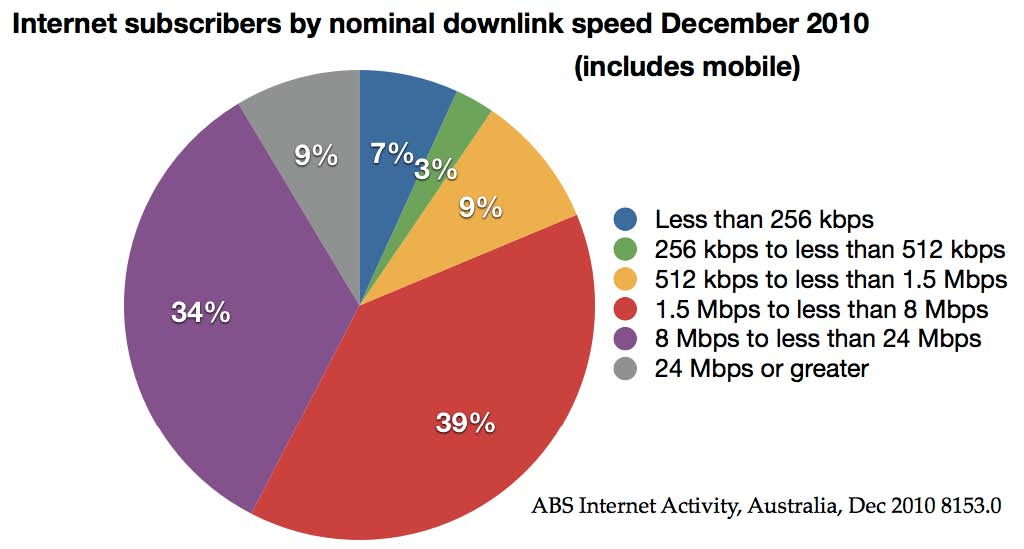 Internet subscribers by nominal downlink speed December 2010
(includes mobile)
9%
7%
3%
9%
34%
39%
Less than 256 kbps
256 kbps to less than 512 kbps
512 kbps to less than 1.5 Mbps
1.5 Mbps to less than 8 Mbps
8 Mbps to less than 24 Mbps
24 Mbps or greater
ABS Internet Activity, Australia, Dec 2010 8153.0